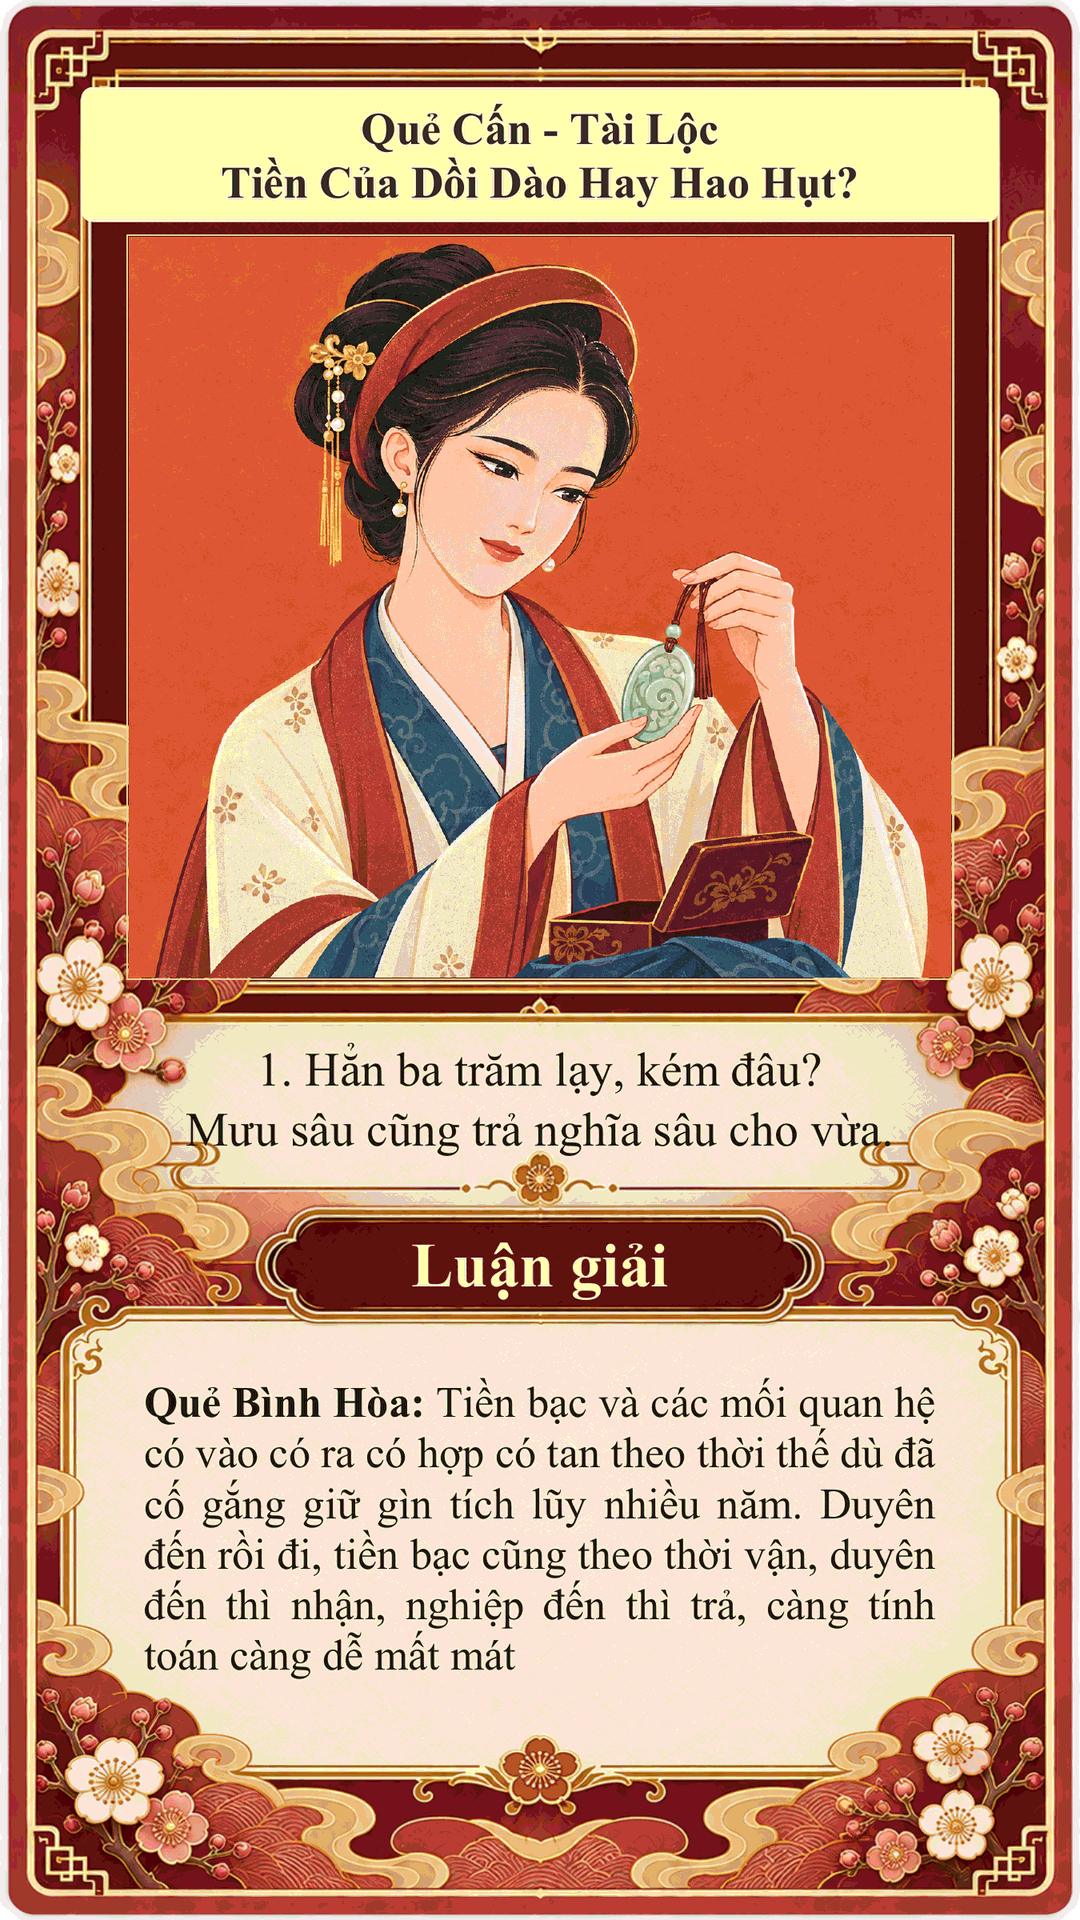 Quẻ Cấn - Tài Lộc
Tiền Của Dồi Dào Hay Hao Hụt?
1. Hẳn ba trăm lạy, kém đâu?
Mưu sâu cũng trả nghĩa sâu cho vừa.
Luận giải
Quẻ Bình Hòa: Tiền bạc và các mối quan hệ
có vào có ra có hợp có tan theo thời thế dù đã
cố gắng giữ gìn tích lũy nhiều năm. Duyên
đến rồi đi, tiền bạc cũng theo thời vận, duyên
đến thì nhận, nghiệp đến thì trả, càng tính
toán càng dễ mất mát